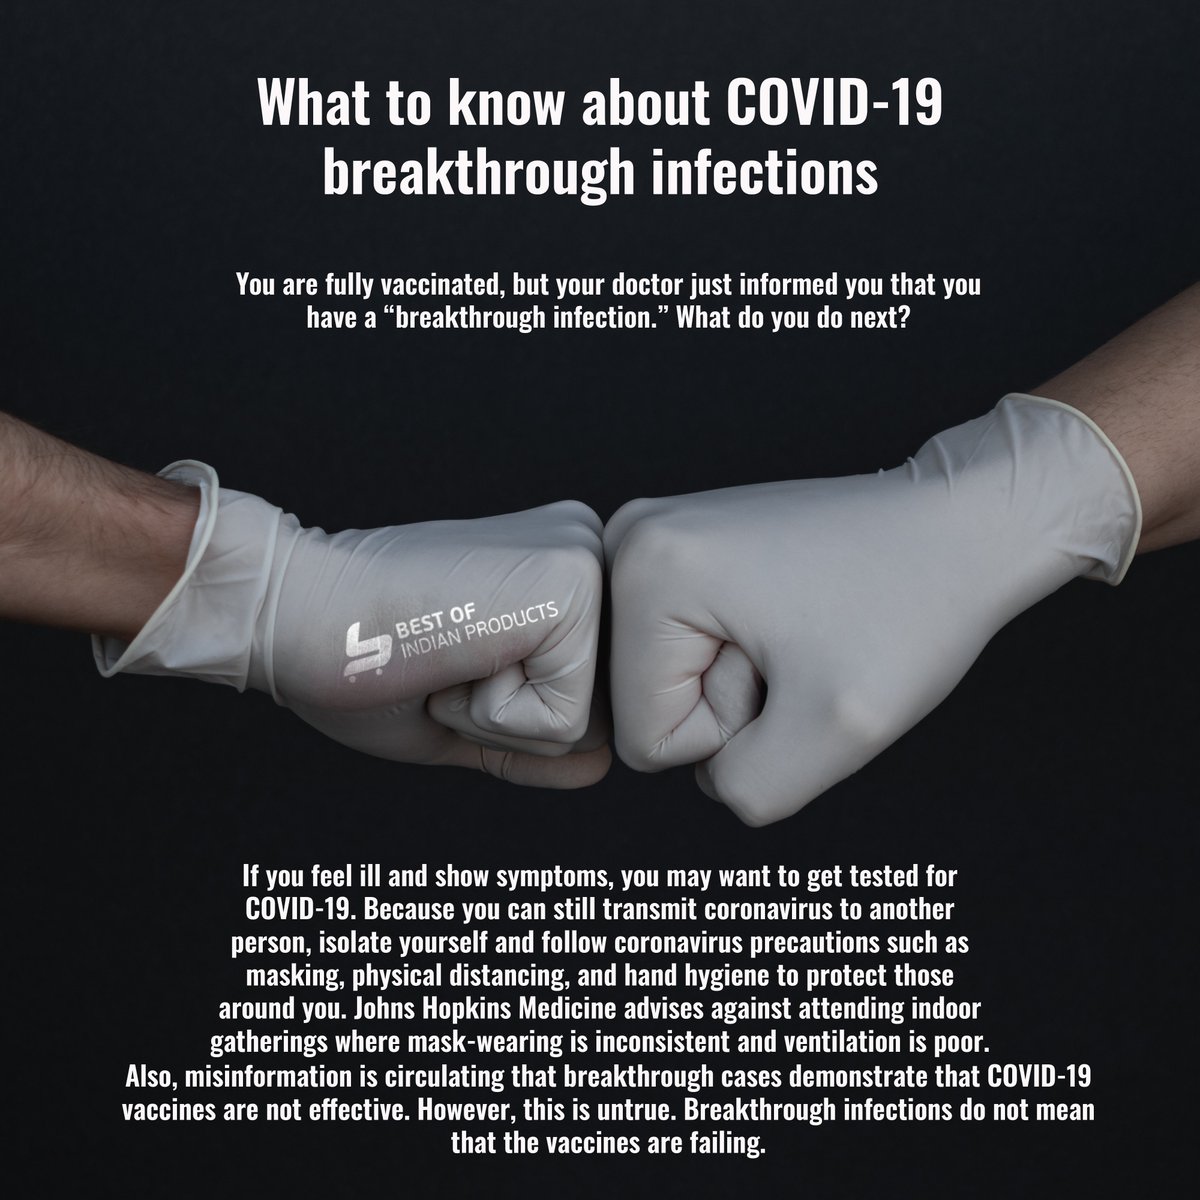 What to know about COVID-19
breakthrough infections
You are fully vaccinated, but your doctor just informed you that you
have a “breakthrough infection.” What do you do next?
BEST OF
INDIAN PRODUCTS
If you feel ill and show symptoms, you may want to get tested for
COVID-19. Because you can still transmit coronavirus to another
person, isolate yourself and follow coronavirus precautions such as
masking, physical distancing, and hand hygiene to protect those
around you. Johns Hopkins Medicine advises against attending indoor
gatherings where mask-wearing is inconsistent and ventilation is poor.
Also, misinformation is circulating that breakthrough cases demonstrate that COVID-19
vaccines are not effective. However, this is untrue. Breakthrough infections do not mean
that the vaccines are failing.